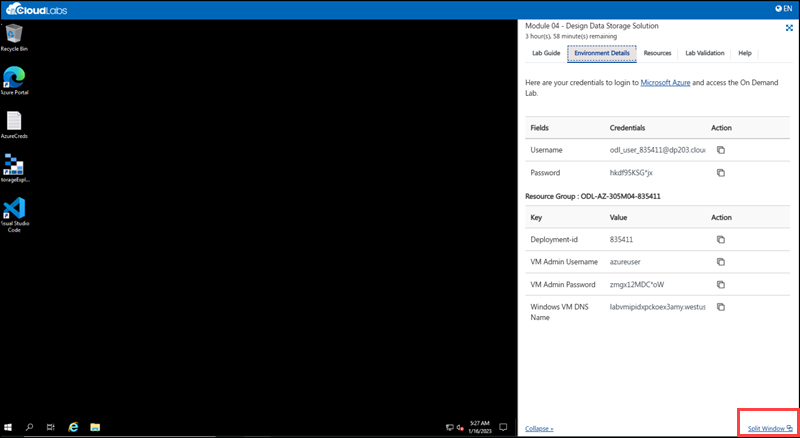 CloudLabs
EN
Module 04 - Design Data Storage Solution
3 hour(s), 58 minute(s) remaining
Lab Guide Environment Details Resources Lab Validation Help
Here are your credentials to login to Microsoft Azure and access the On Demand
Lab.
Fields Credentials Action
Username odl_user_835411@dp203.clou
Password hkdf95KSG*jx
Resource Group : ODL-AZ-305M04-835411
Key Value Action
Deployment-id 835411
VM Admin Username azureuser
VM Admin Password zmgx12MDC*oW
Windows VM DNS labvmipidxpckoex3amy.westus
Name
Collapse »
Split Window
Recycle Bin
Azure Portal
AzureCreds
torageExpl...
Visual Studio
Code
5:27 AM
1/16/2023